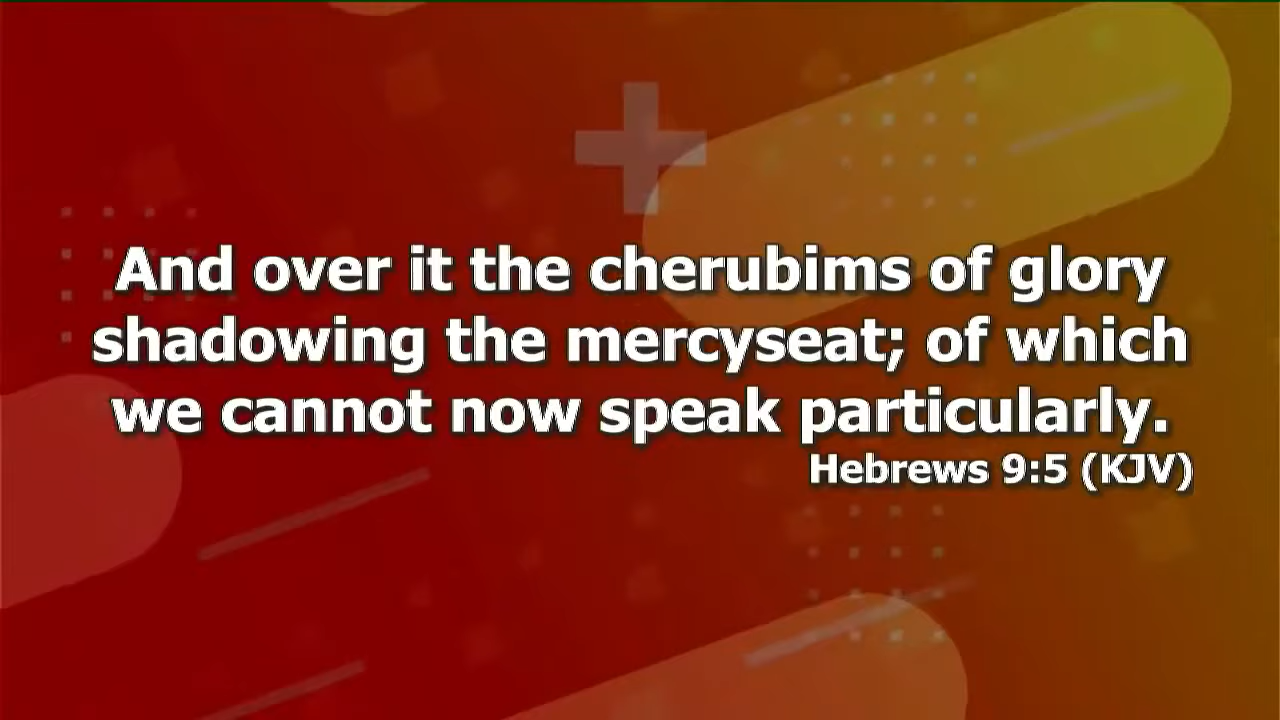 And over it the cherubims of glory
shadowing the mercyseat; of which
we cannot now speak particularly.
Hebrews 9:5 (KJV)